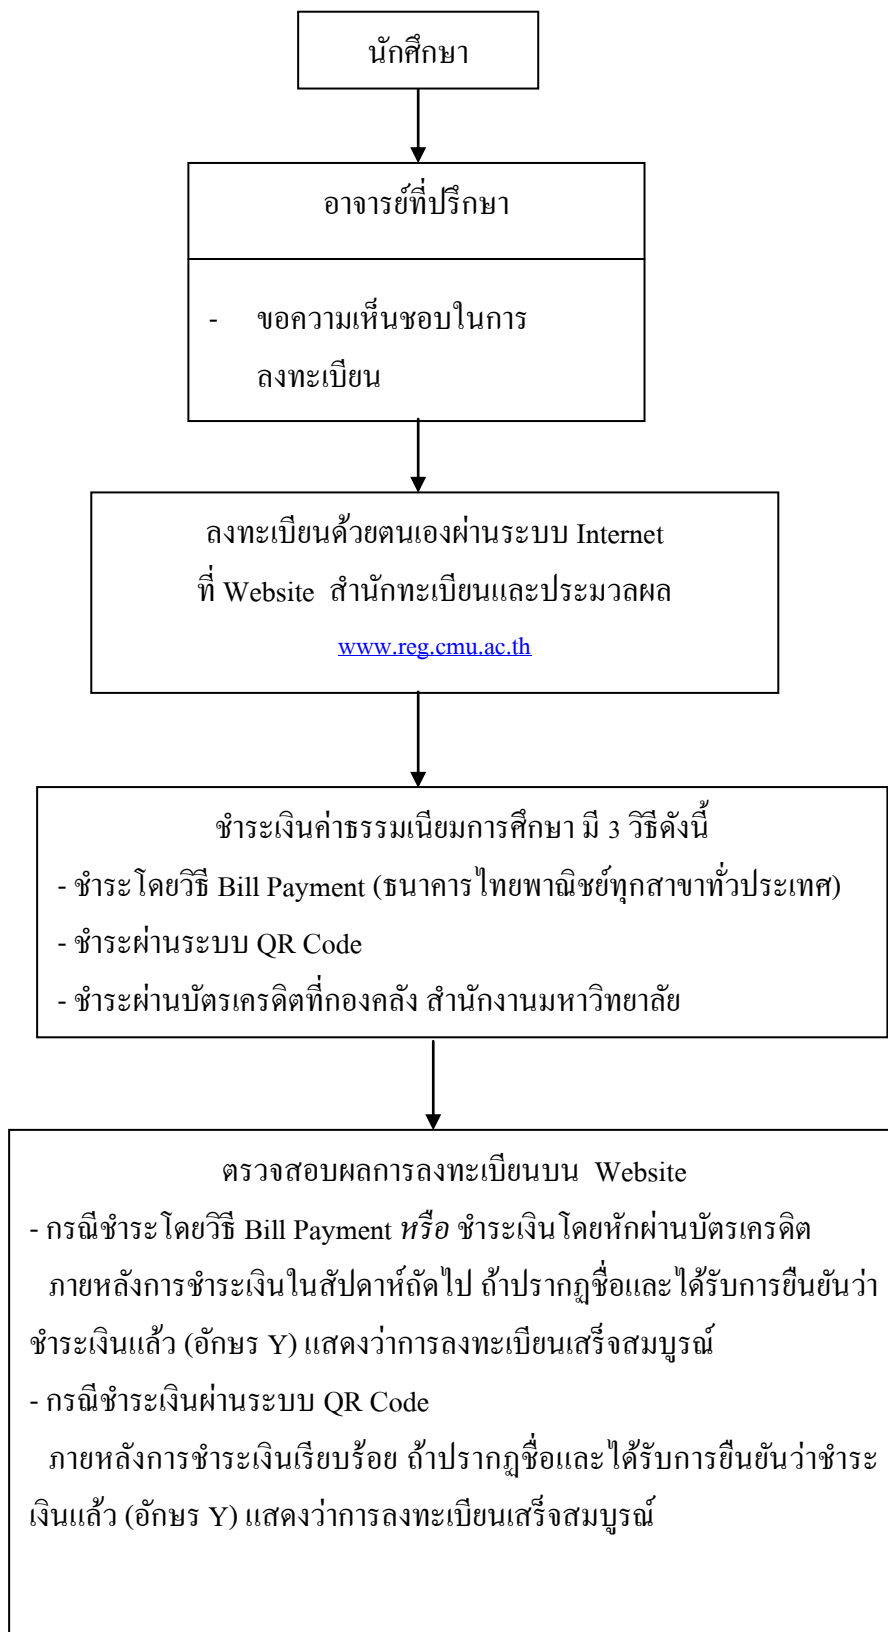 นักศึกษา
อาจารย์ที่ปรึกษา
- ขอความเห็นชอบในการ
ลงทะเบียน
ลงทะเบียนด้วยตนเองผ่านระบบ Internet
ที่ Website สำนักทะเบียนและประมวลผล
www.reg.cmu.ac.th
ชำระเงินค่าธรรมเนียมการศึกษา มี 3 วิธีดังนี้
- ชำระโดยวิธี Bill Payment (ธนาคารไทยพาณิชย์ทุกสาขาทั่วประเทศ)
- ชำระผ่านระบบ QR Code
- ชำระผ่านบัตรเครดิตที่กองคลัง สำนักงานมหาวิทยาลัย
ตรวจสอบผลการลงทะเบียนบน Website
- กรณีชำระโดยวิธี Bill Payment หรือ ชำระเงินโดยหักผ่านบัตรเครดิต
ภายหลังการชำระเงินในสัปดาห์ถัดไป ถ้าปรากฏชื่อและได้รับการยืนยันว่า
ชำระเงินแล้ว (อักษร Y) แสดงว่าการลงทะเบียนเสร็จสมบูรณ์
- กรณีชำระเงินผ่านระบบ QR Code
ภายหลังการชำระเงินเรียบร้อย ถ้าปรากฏชื่อและได้รับการยืนยันว่าชำระ
เงินแล้ว (อักษร Y) แสดงว่าการลงทะเบียนเสร็จสมบูรณ์